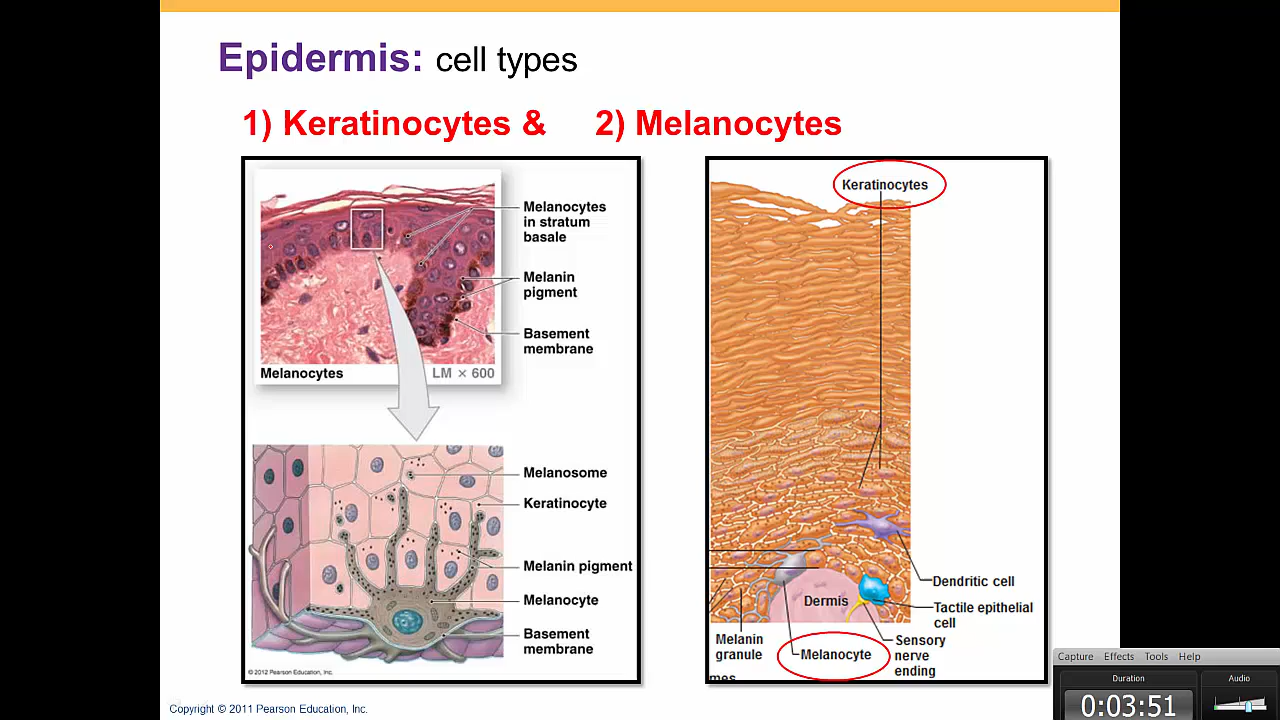 Epidermis: cell types
1) Keratinocytes & 2) Melanocytes
Melanocytes
in stratum
basale
Melanin
pigment
Basement
membrane
Melanocytes LM × 600
Melanosome
Keratinocyte
Melanin pigment
Melanocyte
Basement
membrane
© 2012 Pearson Education, Inc.
Keratinocytes
Dendritic cell
Tactile epithelial
cell
Dermis
Sensory
nerve
ending
Melanin
granule
Melanocyte
mes
Copyright © 2011 Pearson Education, Inc.
Capture Effects Tools Help
Duration Audio
0:03:51